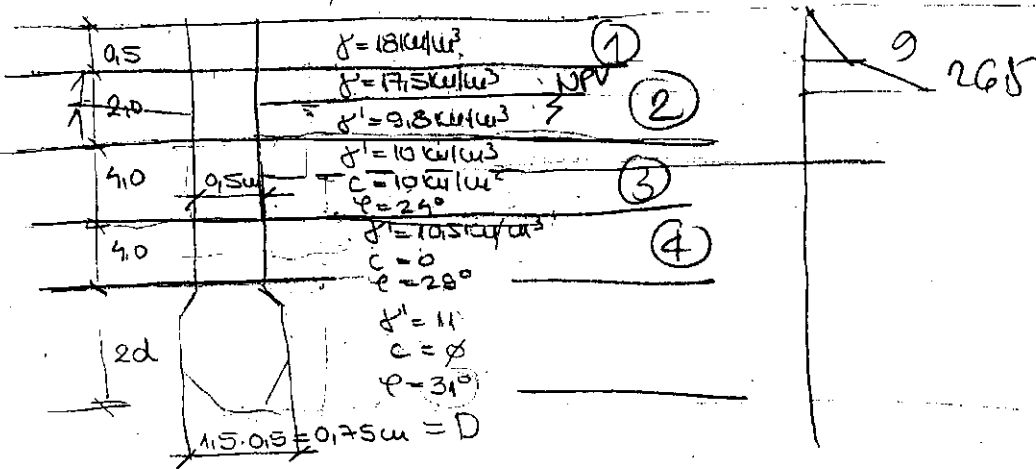 0,5 γ = 18 kN/m³ ①
γ = 17,5 kN/m³ NPV
2,0 γ' = 9,8 kN/m³ ②
γ' = 10 kN/m³
4,0 0,5m c = 10 kN/m² ③
φ = 24°
γ' = 10,5 kN/m³ ④
4,0 c = 0
φ = 28°
γ' = 11
2d c = ø
φ = 31°
1,5·0,5 = 0,75m = D
9
265